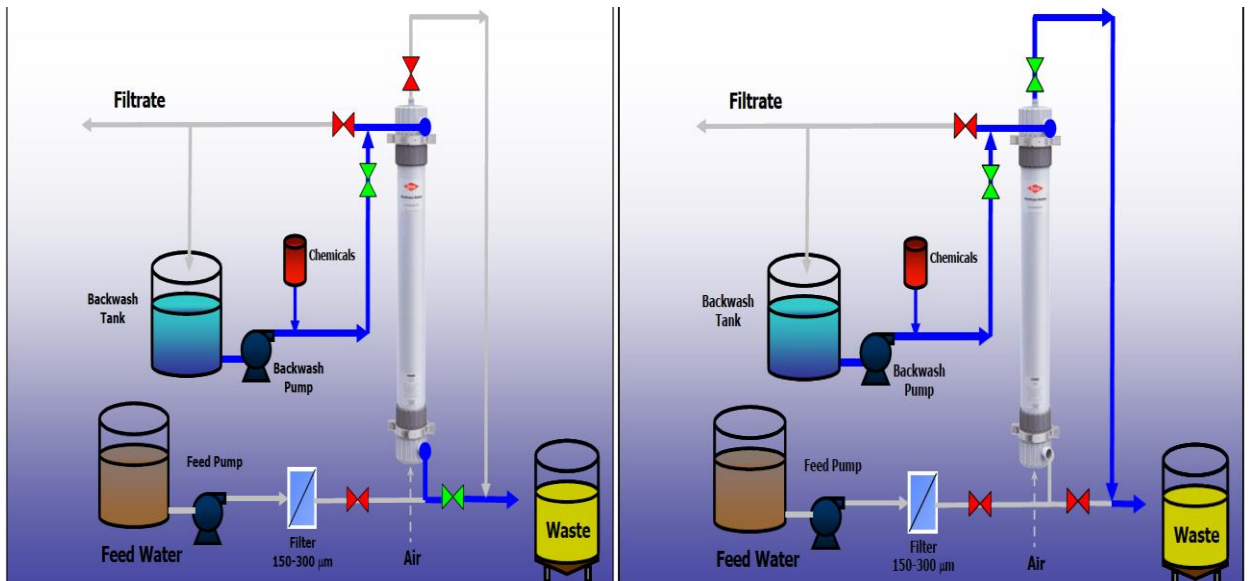 Filtrate
Chemicals
Backwash
Tank
Backwash
Pump
Feed Pump
Feed Water
Filter
150-300 µm
Air
Waste
Filtrate
Chemicals
Backwash
Tank
Backwash
Pump
Feed Pump
Feed Water
Filter
150-300 µm
Air
Waste